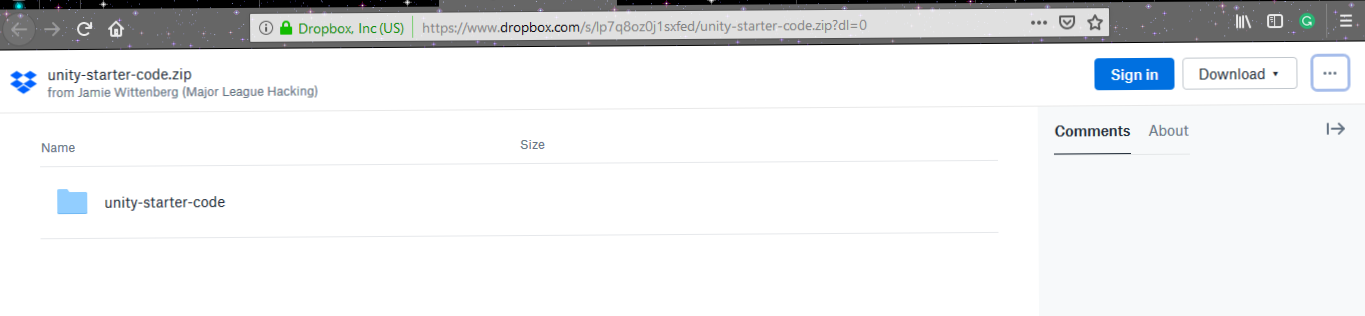 Dropbox, Inc (US) https://www.dropbox.com/s/lp7q8oz0j1sxfed/unity-starter-code.zip?dl=0
unity-starter-code.zip
from Jamie Wittenberg (Major League Hacking)
Sign in
Download
Comments About
Name Size
unity-starter-code